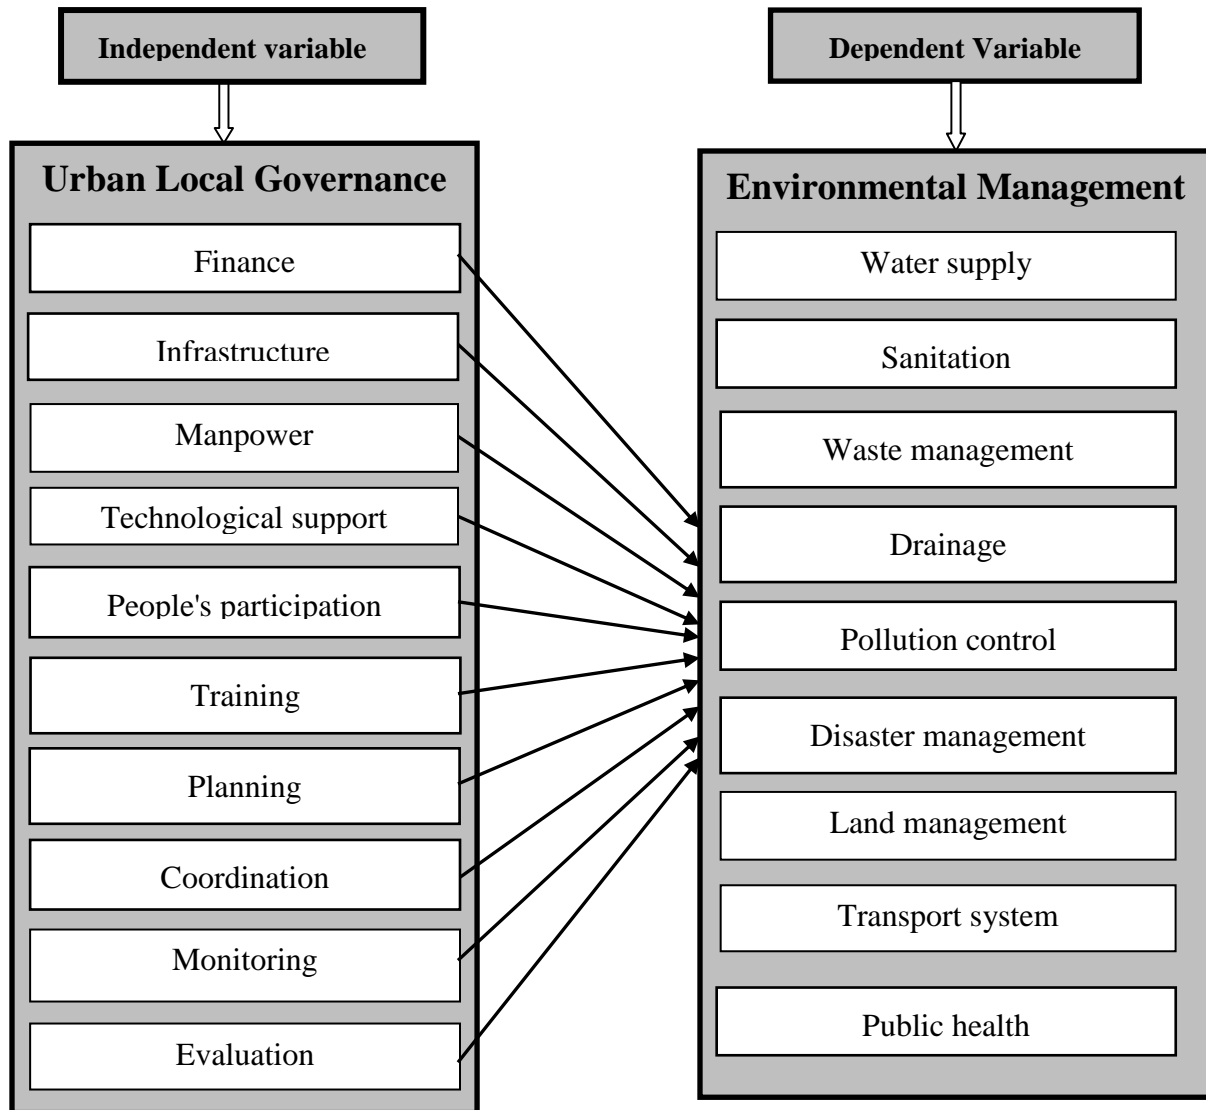 Independent variable
Dependent Variable
Urban Local Governance
Finance
Infrastructure
Manpower
Technological support
People's participation
Training
Planning
Coordination
Monitoring
Evaluation
Environmental Management
Water supply
Sanitation
Waste management
Drainage
Pollution control
Disaster management
Land management
Transport system
Public health